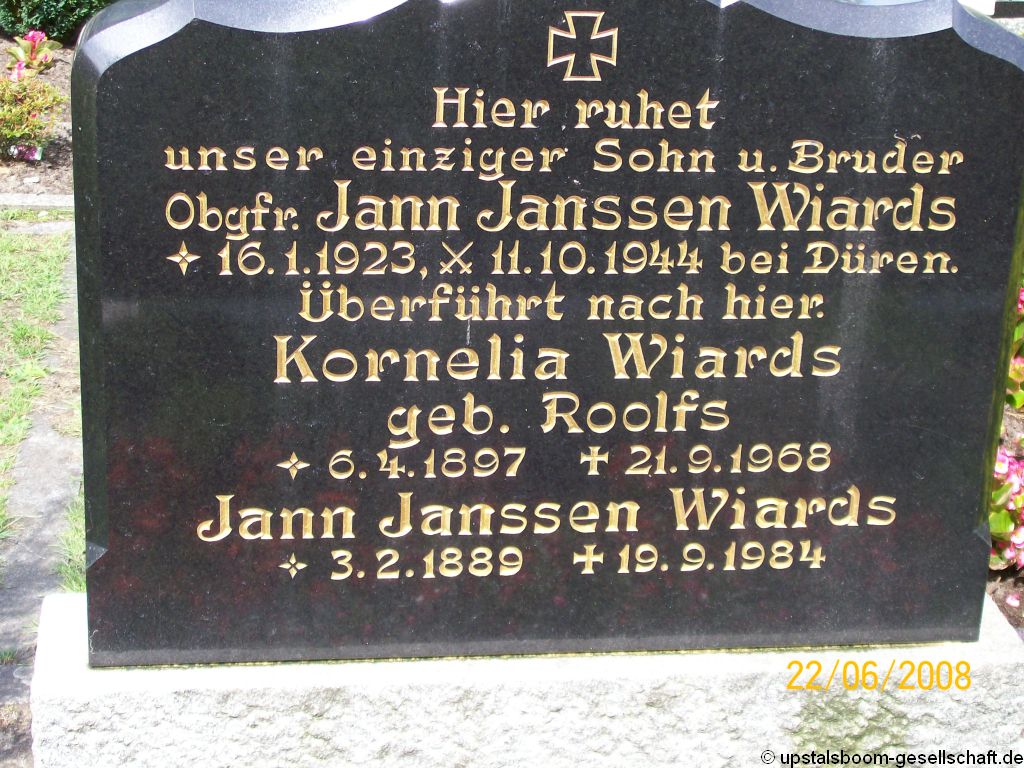 Hier ruhet
unser einziger Sohn u. Bruder
Obgfr. Jann Janssen Wiards
16.1.1923, 11.10.1944 bei Düren.
Überführt nach hier.
Kornelia Wiards
geb. Roolfs
6.4.1897 21.9.1968
Jann Janssen Wiards
3.2.1889 19.9.1984
22/06/2008
© upstalsboom-gesellschaft.de